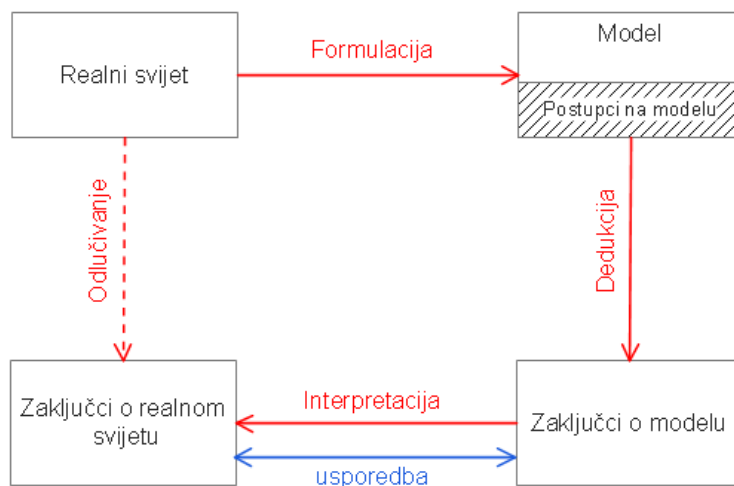 Realni svijet
Formulacija
Model
Postupci na modelu
Odlučivanje
Dedukcija
Zaključci o realnom
svijetu
Interpretacija
usporedba
Zaključci o modelu